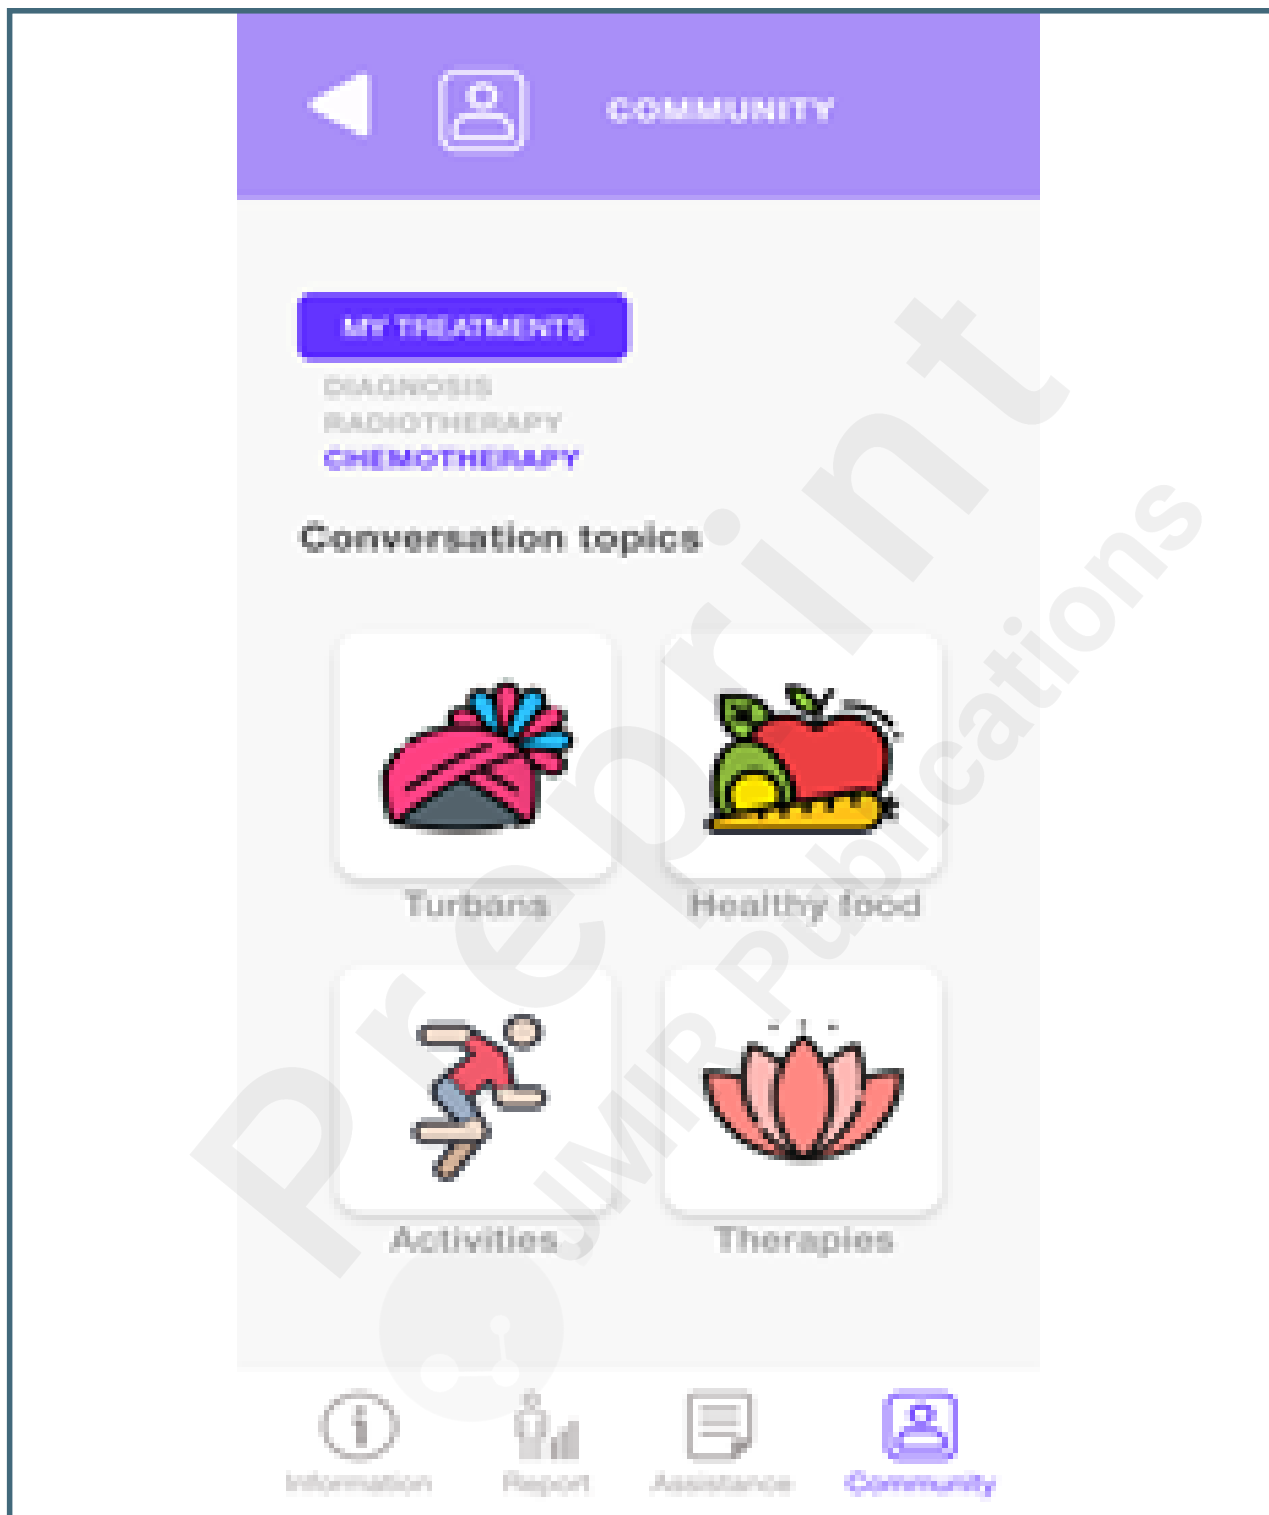 COMMUNITY
MY TREATMENTS
DIAGNOSIS
RADIOTHERAPY
CHEMOTHERAPY
Conversation topics
Turbans Healthy food
Activities Therapies
Information Report Assistance Community
Preprint
JMIR Publications